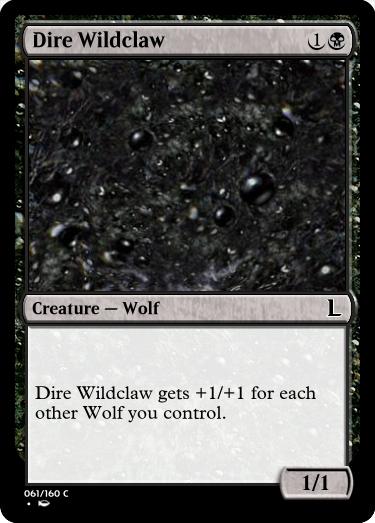 Dire Wildclaw 1
Creature — Wolf L
Dire Wildclaw gets +1/+1 for each
other Wolf you control.
1/1
061/160 C